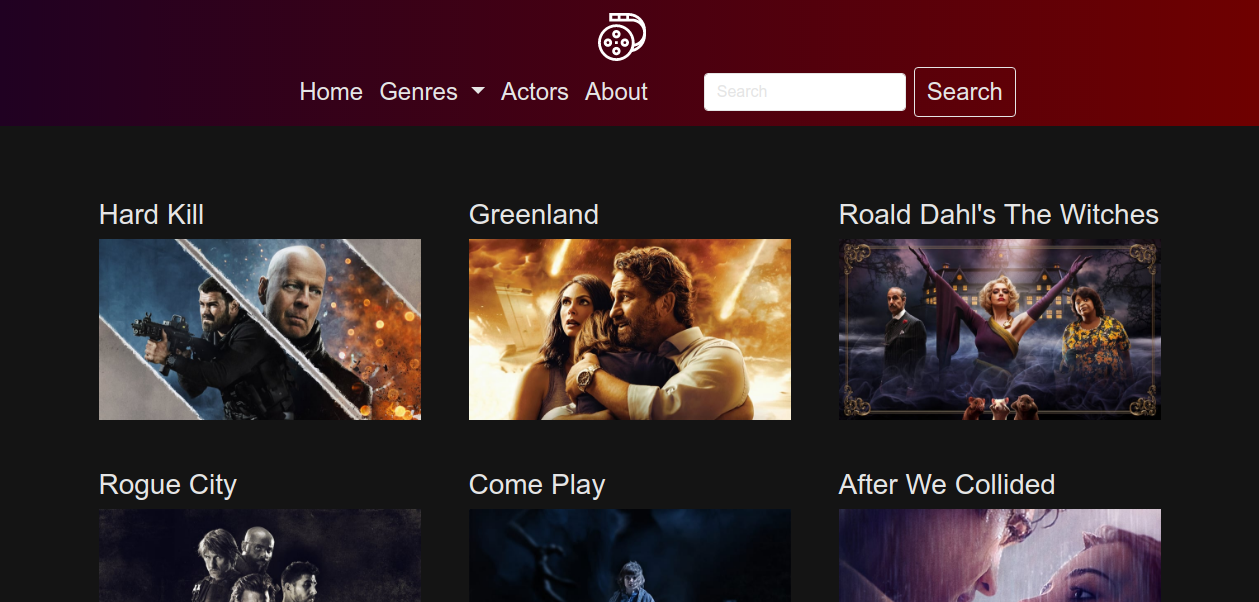 Home Genres Actors About Search Search
Hard Kill Greenland Roald Dahl's The Witches
Rogue City Come Play After We Collided